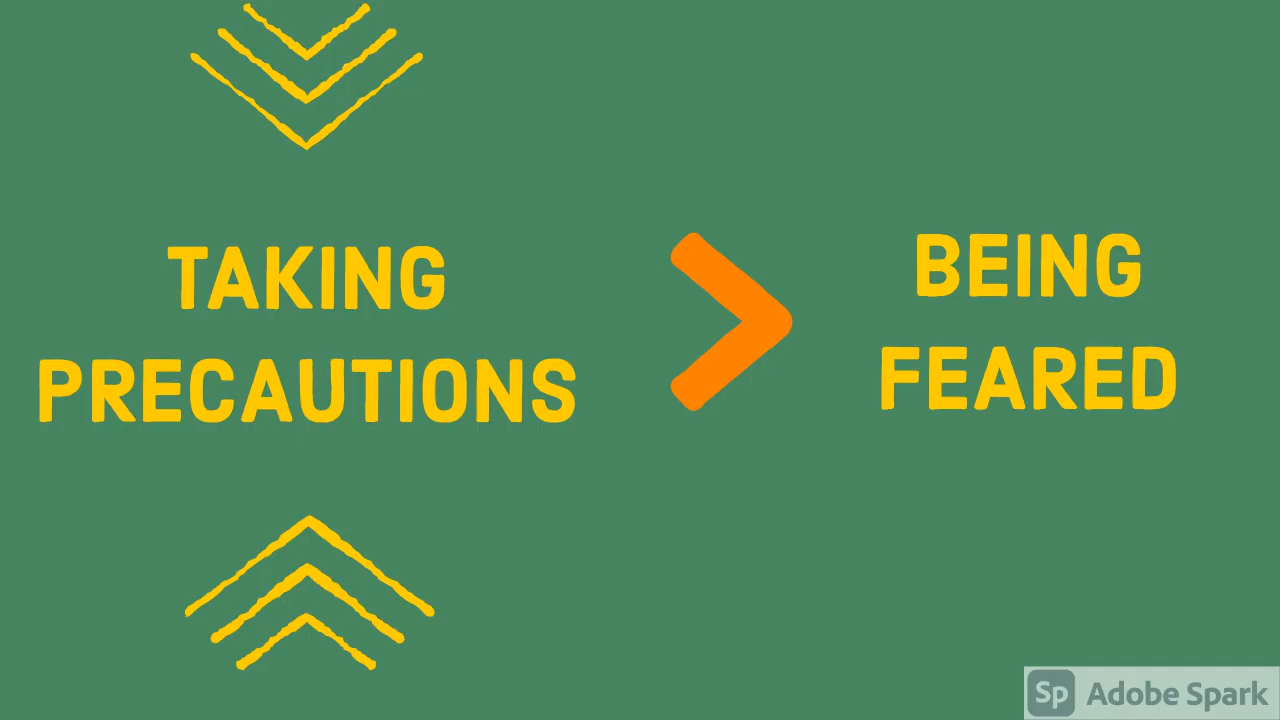 TAKING
PRECAUTIONS
>
BEING
FEARED
Sp Adobe Spark